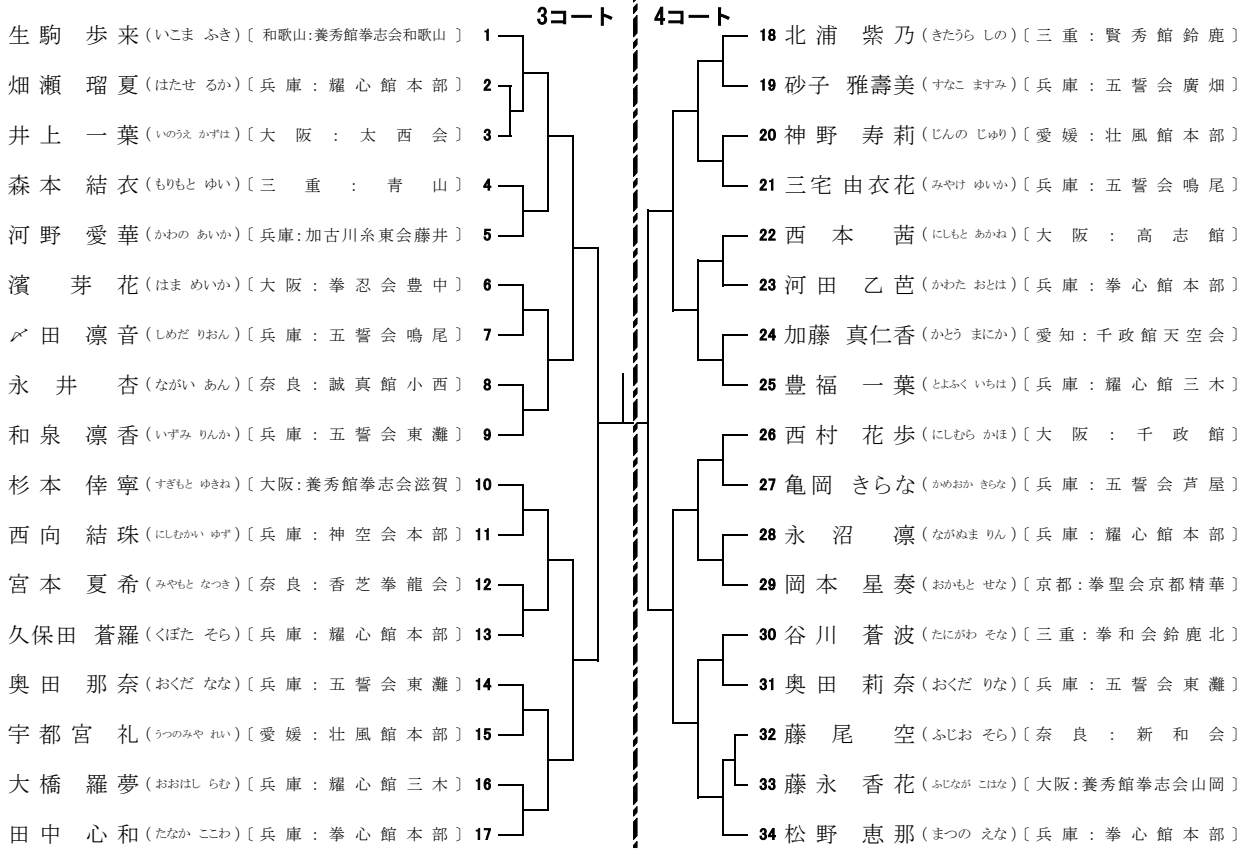 3コート
4コート
生駒 歩来 (いこま ふき) 〔 和歌山:養秀館拳志会和歌山 〕 1
畑瀬 瑠夏 (はたせ るか) 〔 兵庫:耀心館本部 〕 2
井上 一葉 (いのうえ かずは) 〔 大阪:太西会 〕 3
森本 結衣 (もりもと ゆい) 〔 三重:青山 〕 4
河野 愛華 (かわの あいか) 〔 兵庫:加古川糸東会藤井 〕 5
濱 芽花 (はま めいか) 〔 大阪:拳忍会豊中 〕 6
〆田 凛音 (しめだ りおん) 〔 兵庫:五誓会鳴尾 〕 7
永井 杏 (ながい あん) 〔 奈良:誠真館小西 〕 8
和泉 凛香 (いずみ りんか) 〔 兵庫:五誓会東灘 〕 9
杉本 倖寧 (すぎもと ゆきね) 〔 大阪:養秀館拳志会滋賀 〕 10
西向 結珠 (にしむかい ゆず) 〔 兵庫:神空会本部 〕 11
宮本 夏希 (みやもと なつき) 〔 奈良:香芝拳龍会 〕 12
久保田 蒼羅 (くぼた そら) 〔 兵庫:耀心館本部 〕 13
奥田 那奈 (おくだ なな) 〔 兵庫:五誓会東灘 〕 14
宇都宮 礼 (うつのみや れい) 〔 愛媛:壮風館本部 〕 15
大橋 羅夢 (おおはし らむ) 〔 兵庫:耀心館三木 〕 16
田中 心和 (たなか ここわ) 〔 兵庫:拳心館本部 〕 17
18 北浦 紫乃 (きたうら しの) 〔 三重:賢秀館鈴鹿 〕
19 砂子 雅壽美 (すなこ ますみ) 〔 兵庫:五誓会廣畑 〕
20 神野 寿莉 (じんの じゅり) 〔 愛媛:壮風館本部 〕
21 三宅 由衣花 (みやけ ゆいか) 〔 兵庫:五誓会鳴尾 〕
22 西本 茜 (にしもと あかね) 〔 大阪:高志館 〕
23 河田 乙芭 (かわた おとは) 〔 兵庫:拳心館本部 〕
24 加藤 真仁香 (かとう まにか) 〔 愛知:千政館天空会 〕
25 豊福 一葉 (とよふく いちは) 〔 兵庫:耀心館三木 〕
26 西村 花歩 (にしむら かほ) 〔 大阪:千政館 〕
27 亀岡 きらな (かめおか きらな) 〔 兵庫:五誓会芦屋 〕
28 永沼 凛 (ながぬま りん) 〔 兵庫:耀心館本部 〕
29 岡本 星奏 (おかもと せな) 〔 京都:拳聖会京都精華 〕
30 谷川 蒼波 (たにがわ そな) 〔 三重:拳和会鈴鹿北 〕
31 奥田 莉奈 (おくだ りな) 〔 兵庫:五誓会東灘 〕
32 藤尾 空 (ふじお そら) 〔 奈良:新和会 〕
33 藤永 香花 (ふじなが こはな) 〔 大阪:養秀館拳志会山岡 〕
34 松野 恵那 (まつの えな) 〔 兵庫:拳心館本部 〕